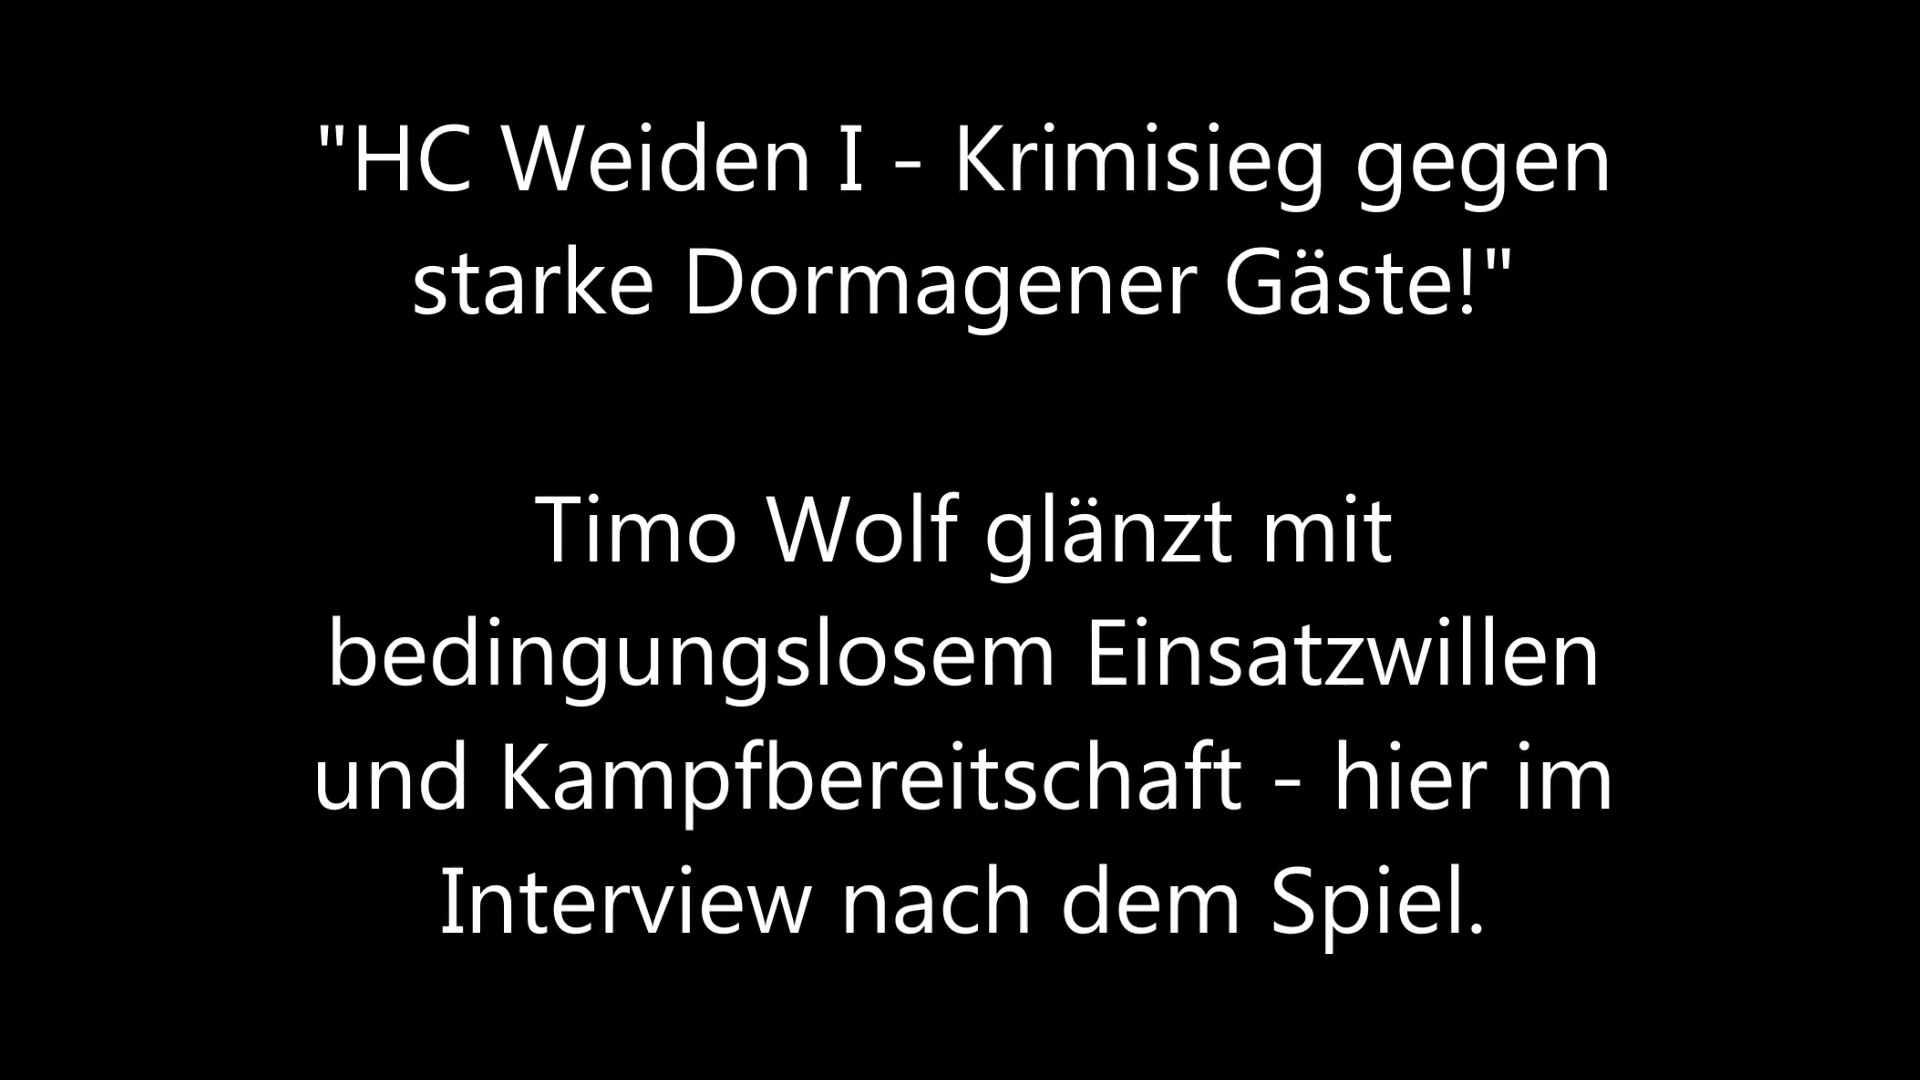 "HC Weiden I - Krimisieg gegen
starke Dormagener Gäste!"
Timo Wolf glänzt mit
bedingungslosem Einsatzwillen
und Kampfbereitschaft - hier im
Interview nach dem Spiel.